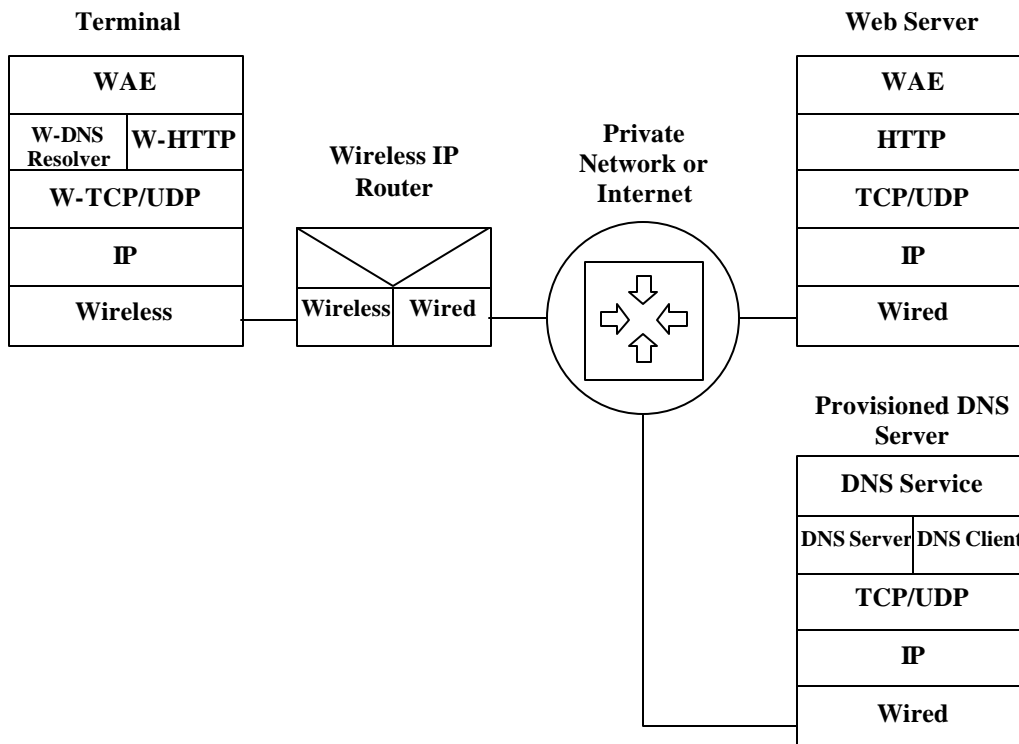 Terminal
WAE
W-DNS
Resolver
W-HTTP
W-TCP/UDP
IP
Wireless
Wireless IP
Router
Wireless
Wired
Private
Network or
Internet
Web Server
WAE
HTTP
TCP/UDP
IP
Wired
Provisioned DNS
Server
DNS Service
DNS Server
DNS Client
TCP/UDP
IP
Wired